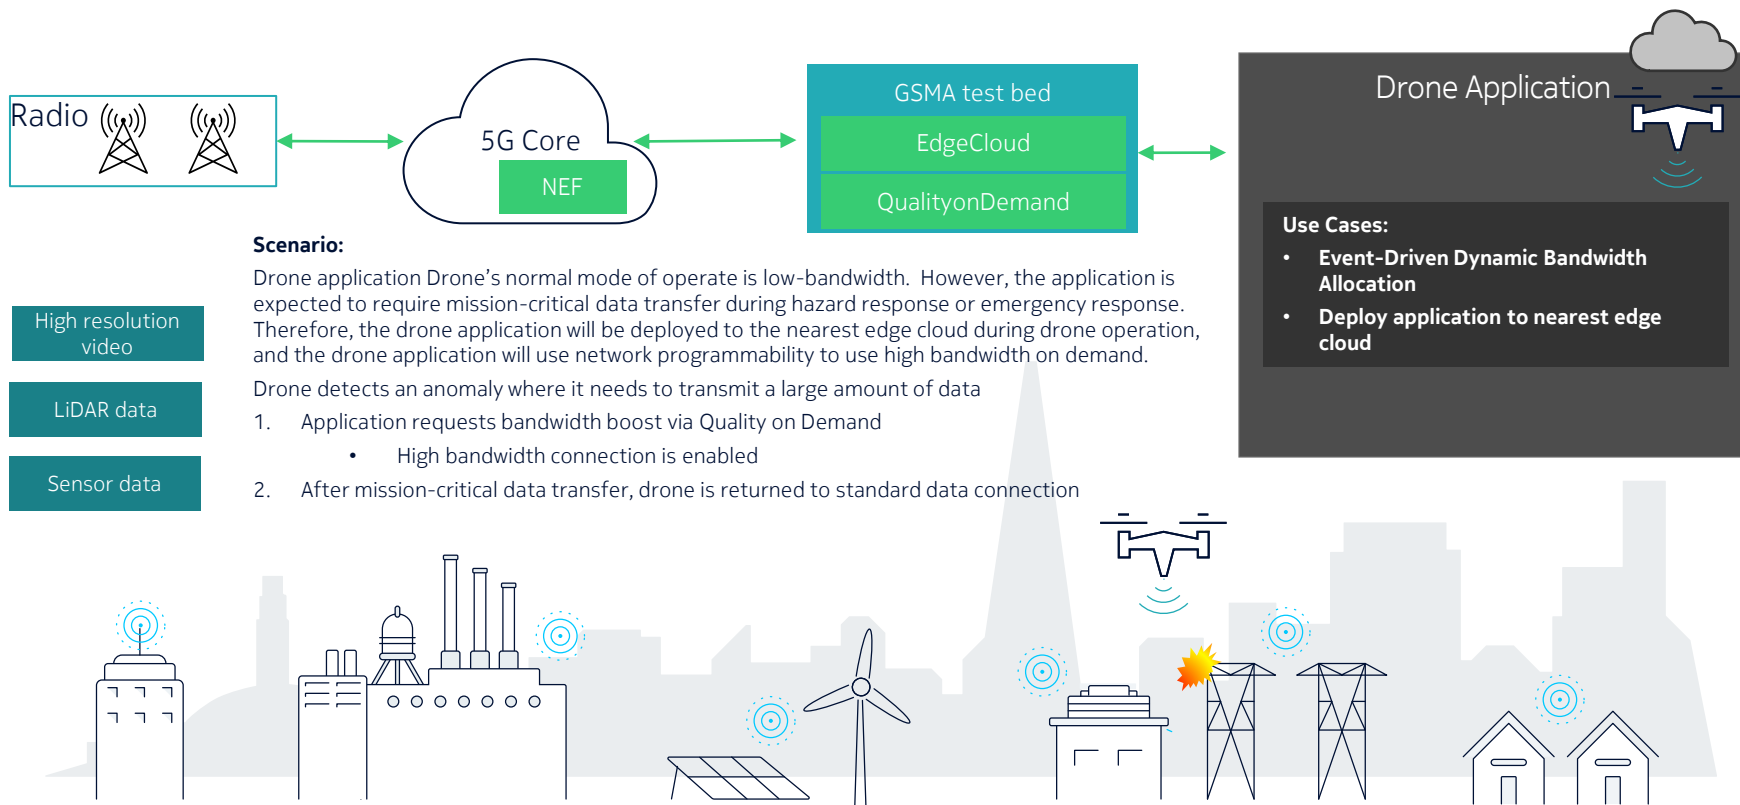 Radio
5G Core
NEF
GSMA test bed
EdgeCloud
QualityonDemand
Drone Application
Use Cases:
• Event-Driven Dynamic Bandwidth
Allocation
• Deploy application to nearest edge
cloud
Scenario:
Drone application Drone’s normal mode of operate is low-bandwidth. However, the application is
expected to require mission-critical data transfer during hazard response or emergency response.
Therefore, the drone application will be deployed to the nearest edge cloud during drone operation,
and the drone application will use network programmability to use high bandwidth on demand.
Drone detects an anomaly where it needs to transmit a large amount of data
1. Application requests bandwidth boost via Quality on Demand
• High bandwidth connection is enabled
2. After mission-critical data transfer, drone is returned to standard data connection
High resolution
video
LiDAR data
Sensor data